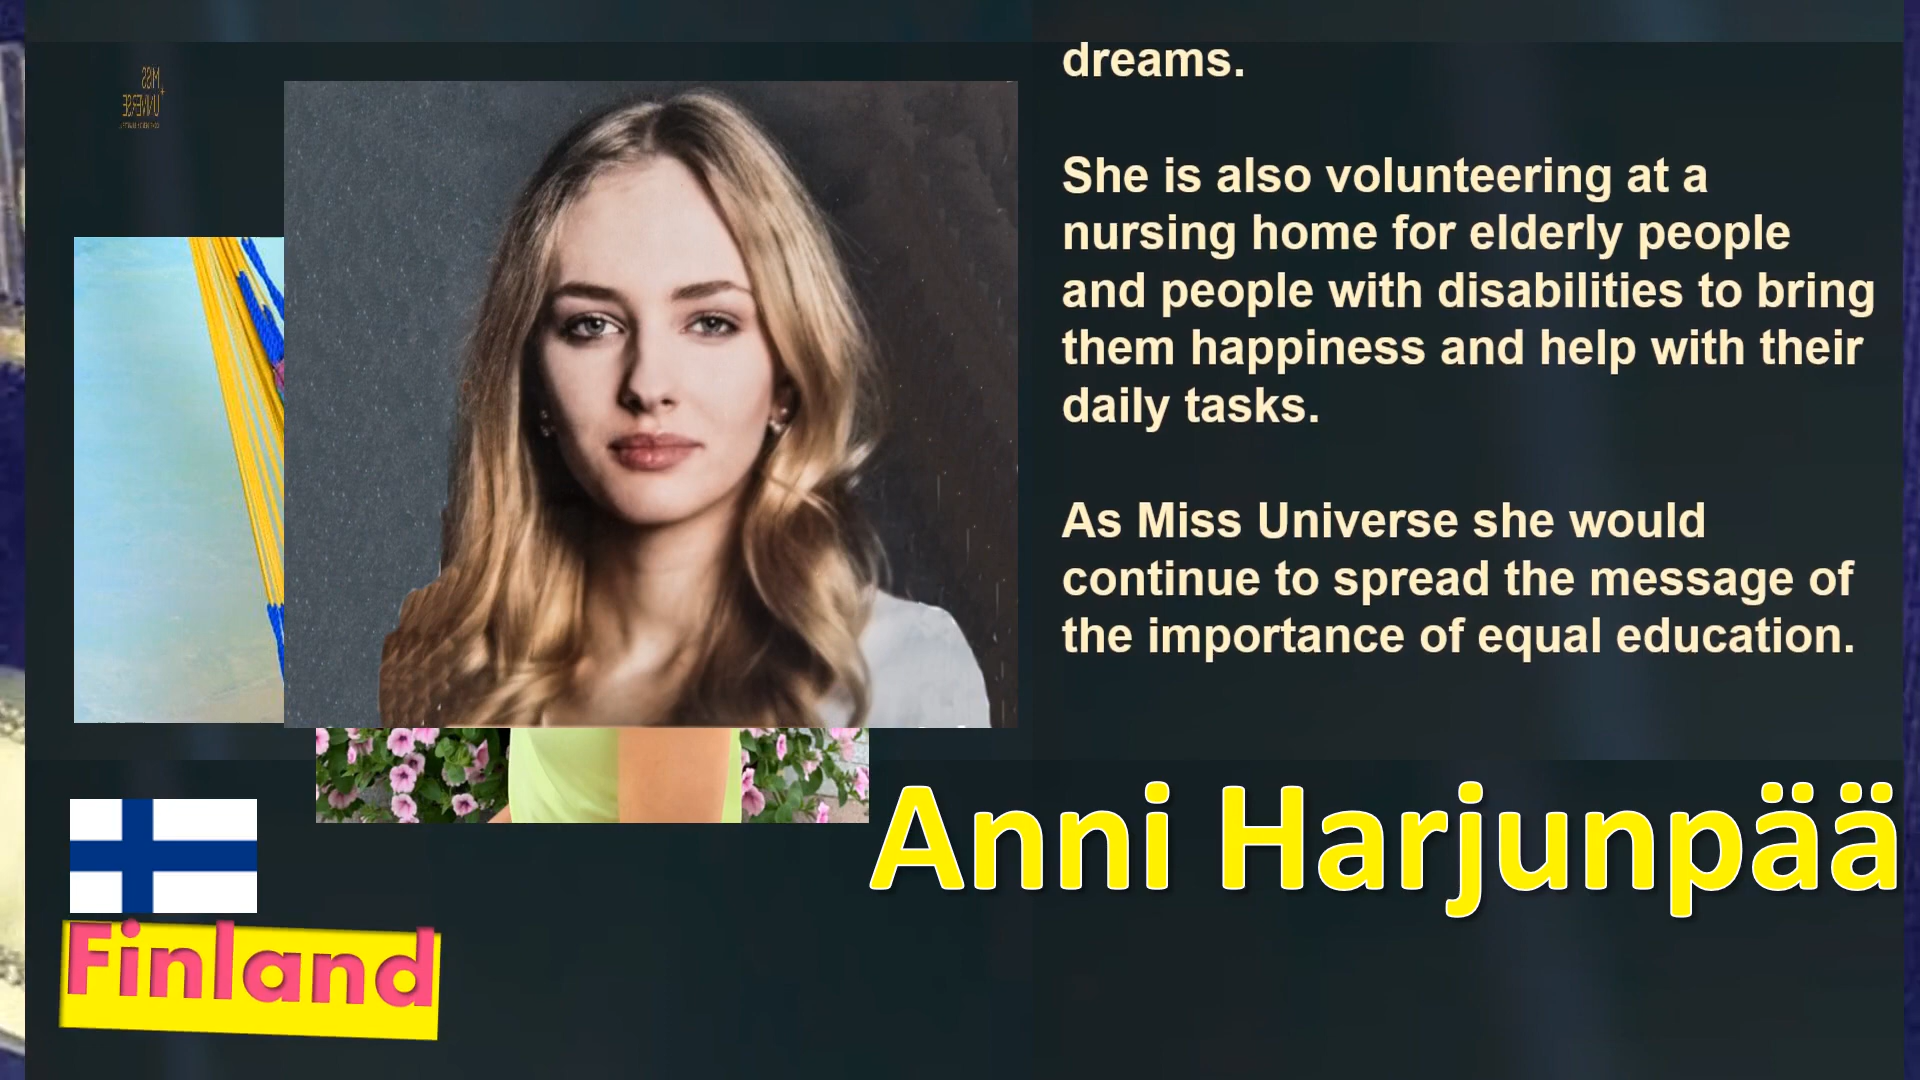 MISS
UNIVERSE
dreams.
She is also volunteering at a
nursing home for elderly people
and people with disabilities to bring
them happiness and help with their
daily tasks.
As Miss Universe she would
continue to spread the message of
the importance of equal education.
Anni Harjunpää
Finland